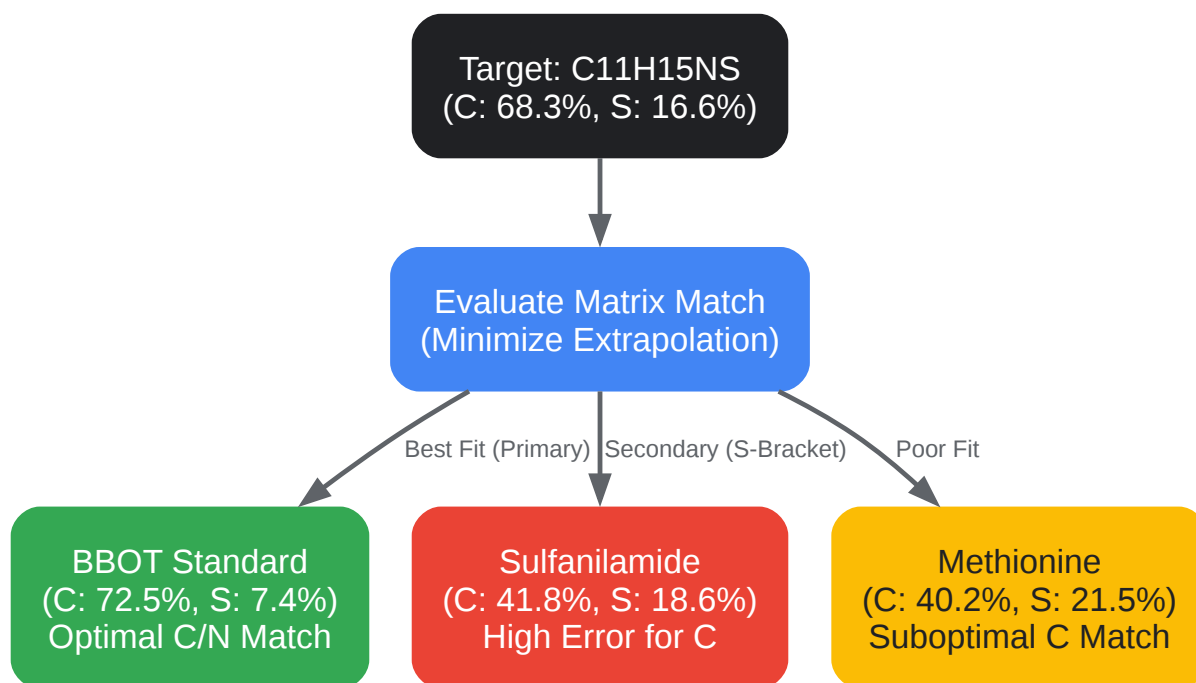 Target: C11H15NS
(C: 68.3%, S: 16.6%)
Evaluate Matrix Match
(Minimize Extrapolation)
Best Fit (Primary)
Secondary (S-Bracket)
Poor Fit
BBOT Standard
(C: 72.5%, S: 7.4%)
Optimal C/N Match
Sulfanilamide
(C: 41.8%, S: 18.6%)
High Error for C
Methionine
(C: 40.2%, S: 21.5%)
Suboptimal C Match